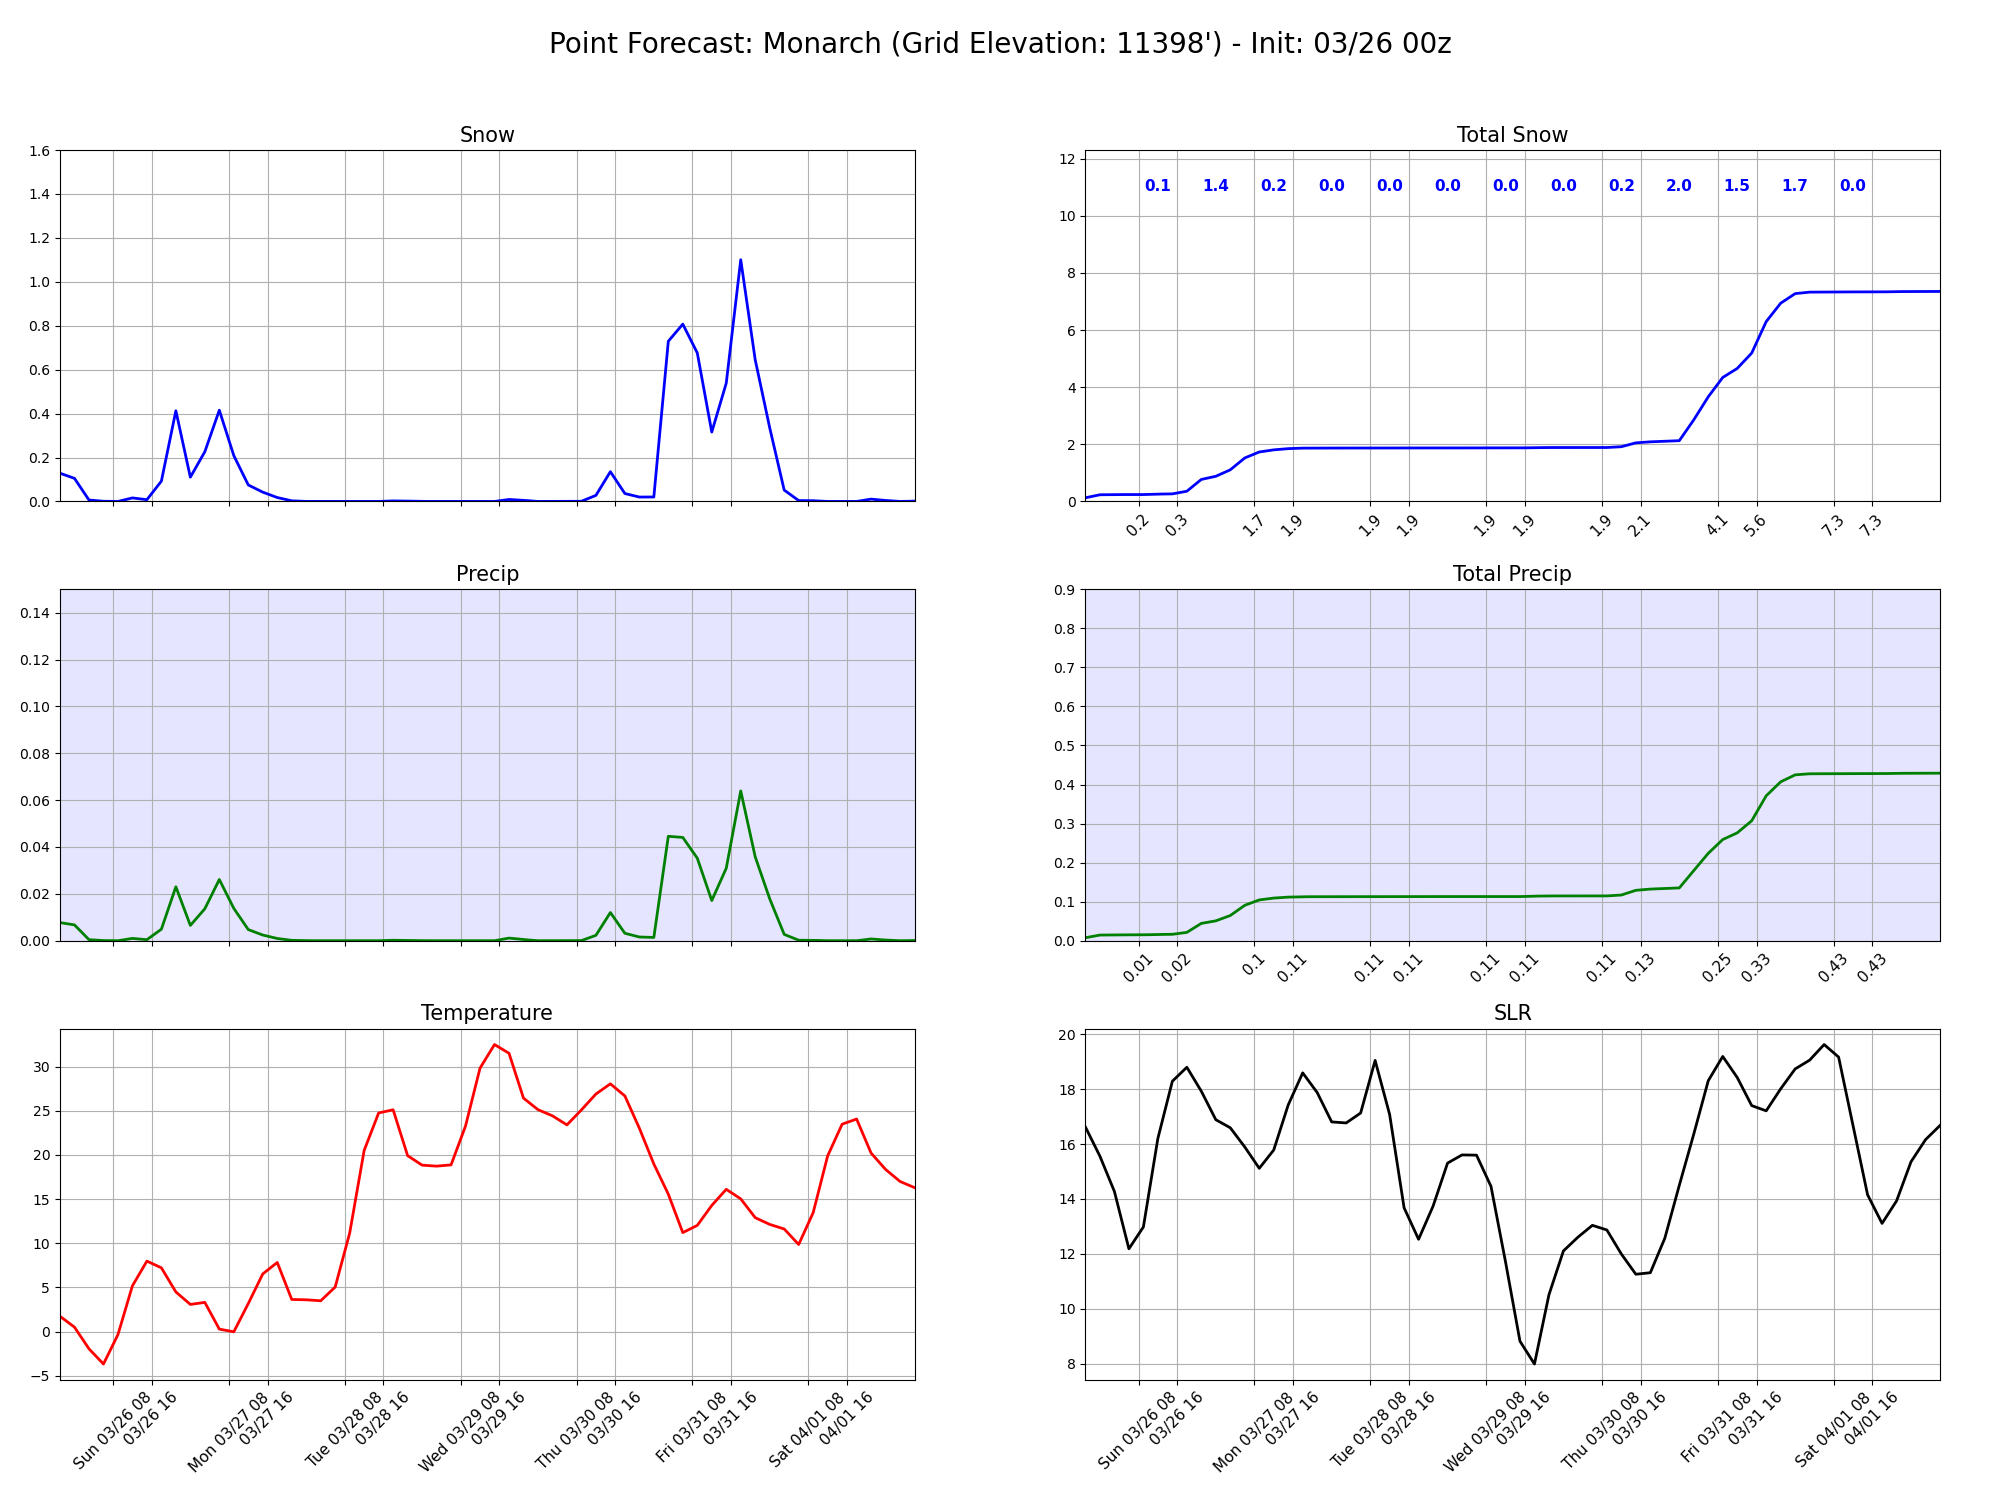 Point Forecast: Monarch (Grid Elevation: 11398') - Init: 03/26 00z
Snow
1.6
1.4
1.2
1.0
0.8
0.6
0.4
0.2
0.0
Total Snow
12
10
8
6
4
2
0
0.1 1.4 0.2 0.0 0.0 0.0 0.0 0.0 0.2 2.0 1.5 1.7 0.0
0.2 0.3 1.7 1.9 1.9 1.9 1.9 1.9 1.9 2.1 4.1 5.6 7.3 7.3
Precip
0.14
0.12
0.10
0.08
0.06
0.04
0.02
0.00
Total Precip
0.9
0.8
0.7
0.6
0.5
0.4
0.3
0.2
0.1
0.0
0.01 0.02 0.1 0.11 0.11 0.11 0.11 0.11 0.11 0.13 0.25 0.33 0.43 0.43
Temperature
30
25
20
15
10
5
0
−5
Sun 03/26 08
03/26 16
Mon 03/27 08
03/27 16
Tue 03/28 08
03/28 16
Wed 03/29 08
03/29 16
Thu 03/30 08
03/30 16
Fri 03/31 08
03/31 16
Sat 04/01 08
04/01 16
SLR
20
18
16
14
12
10
8
Sun 03/26 08
03/26 16
Mon 03/27 08
03/27 16
Tue 03/28 08
03/28 16
Wed 03/29 08
03/29 16
Thu 03/30 08
03/30 16
Fri 03/31 08
03/31 16
Sat 04/01 08
04/01 16